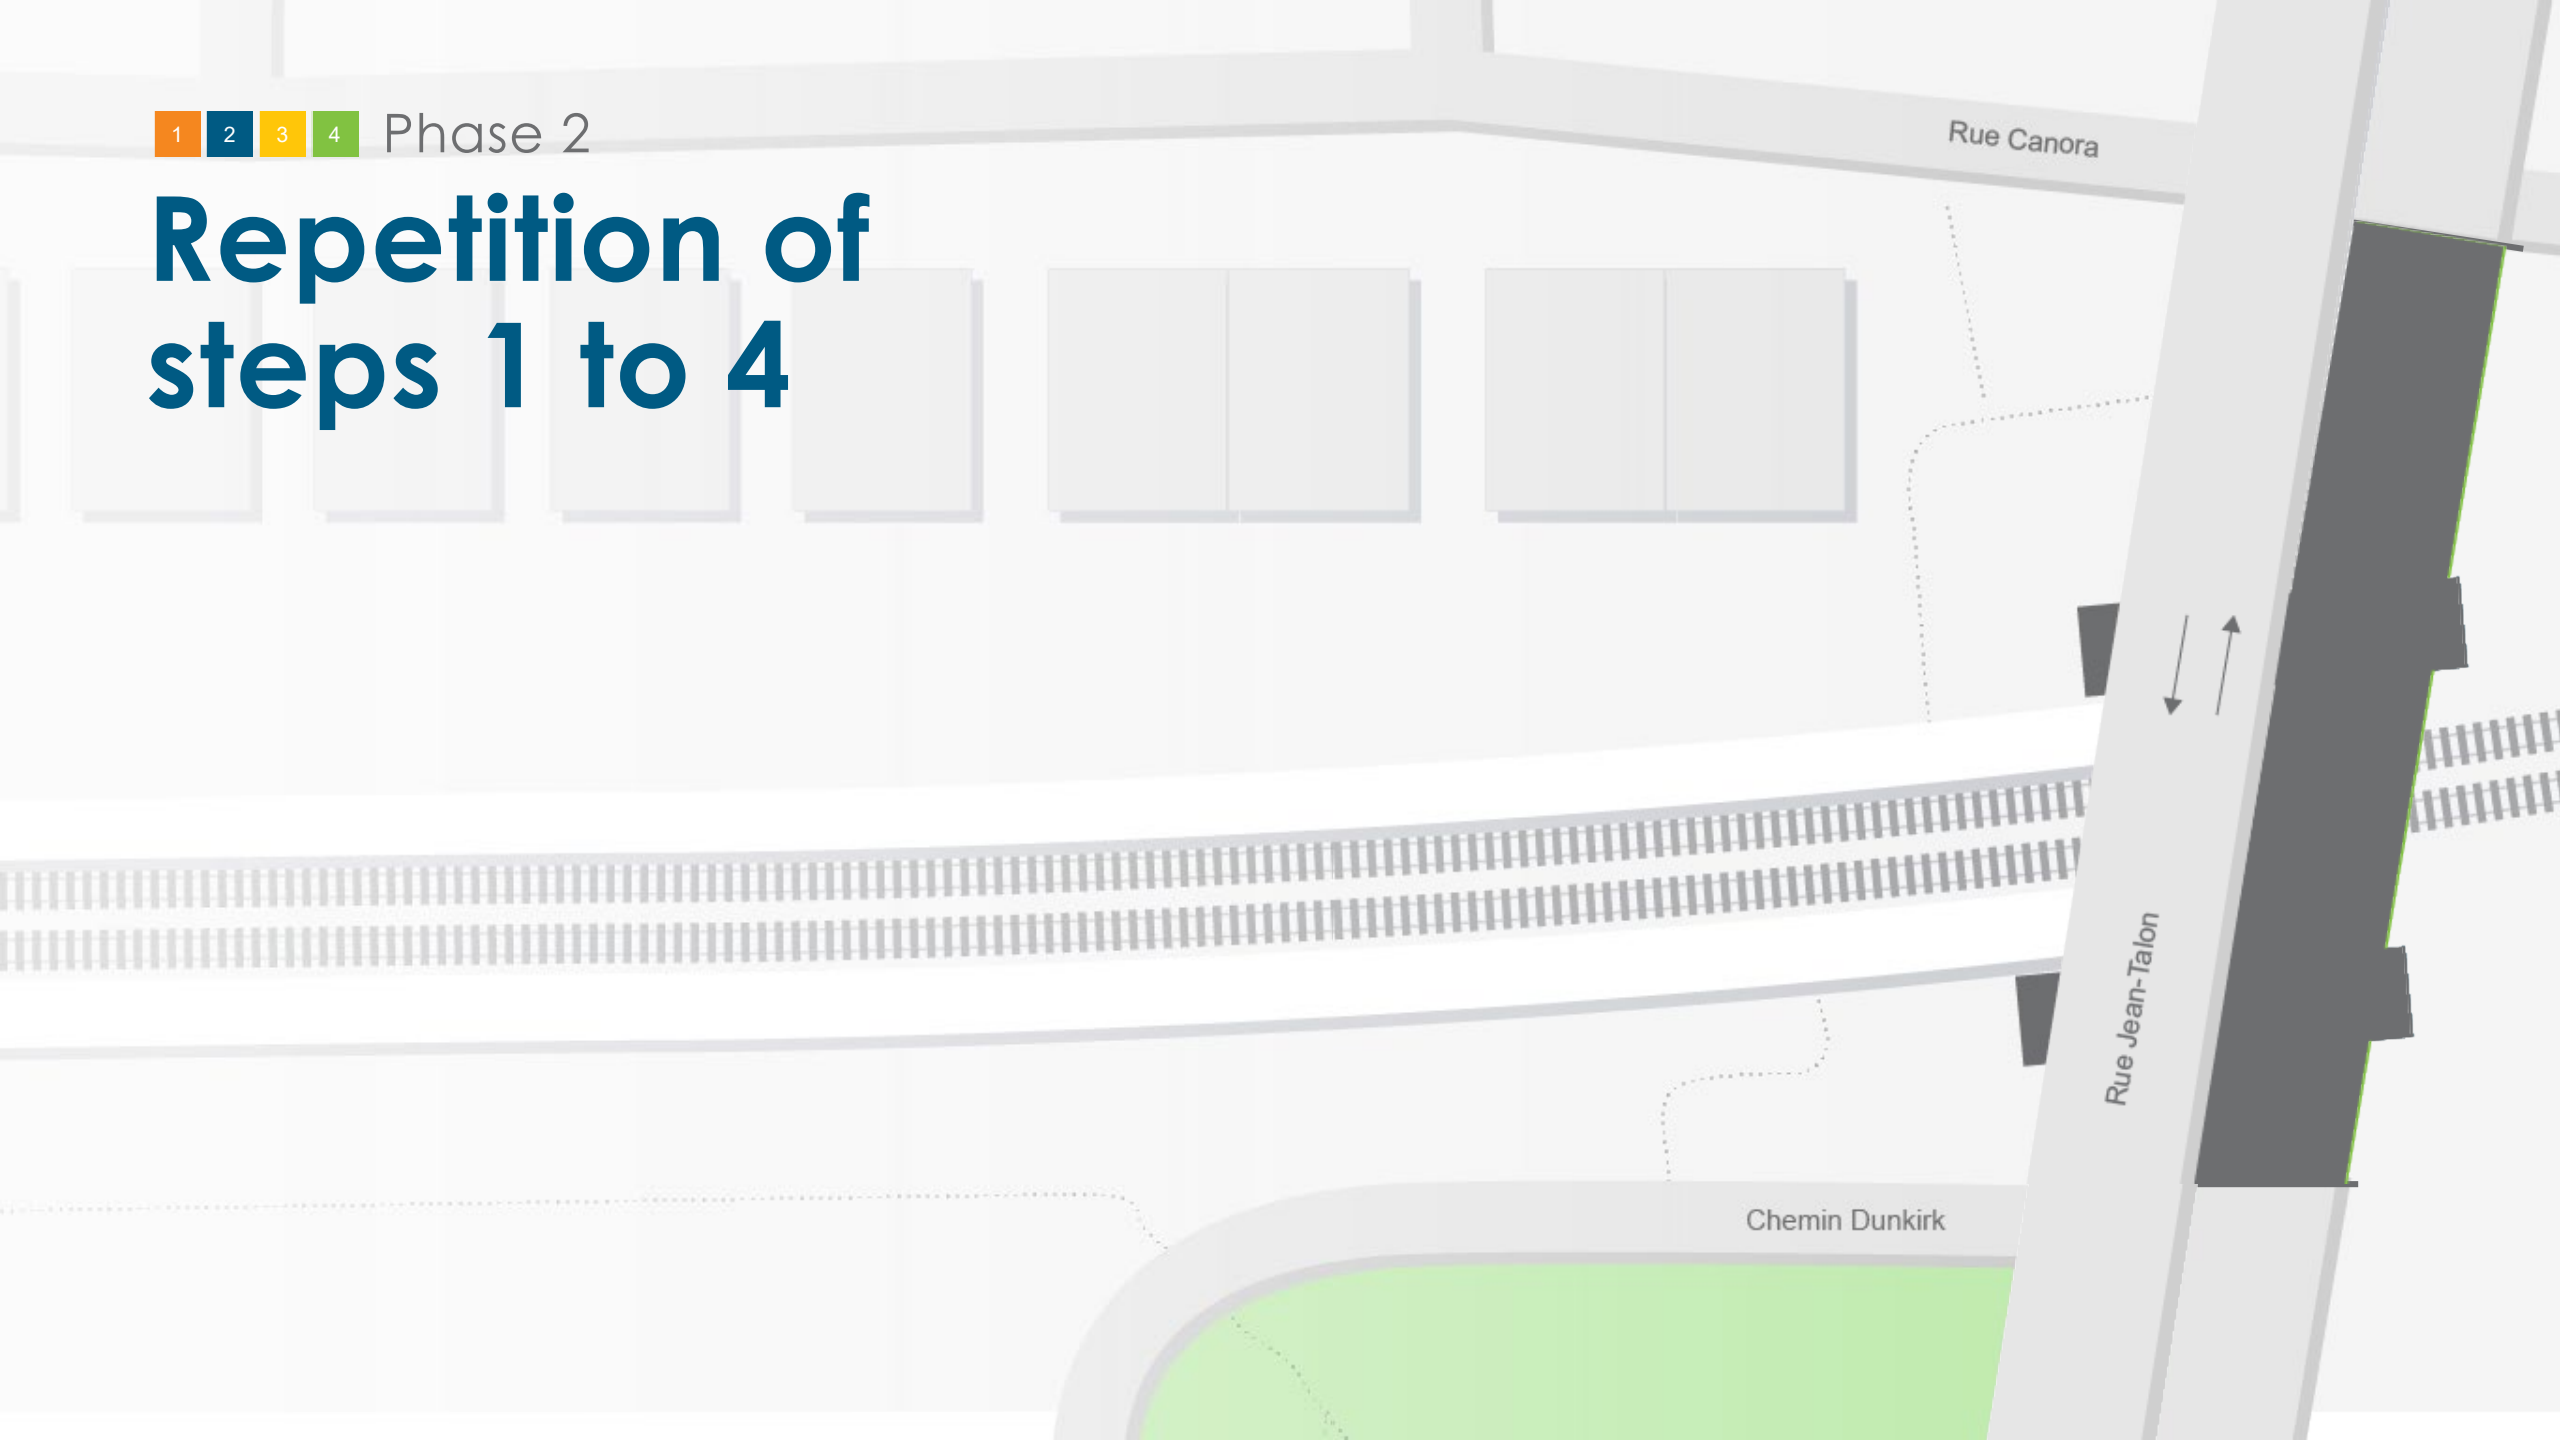 1 2 3 4 Phase 2
Repetition of
steps 1 to 4
Rue Canora
Rue Jean-Talon
Chemin Dunkirk